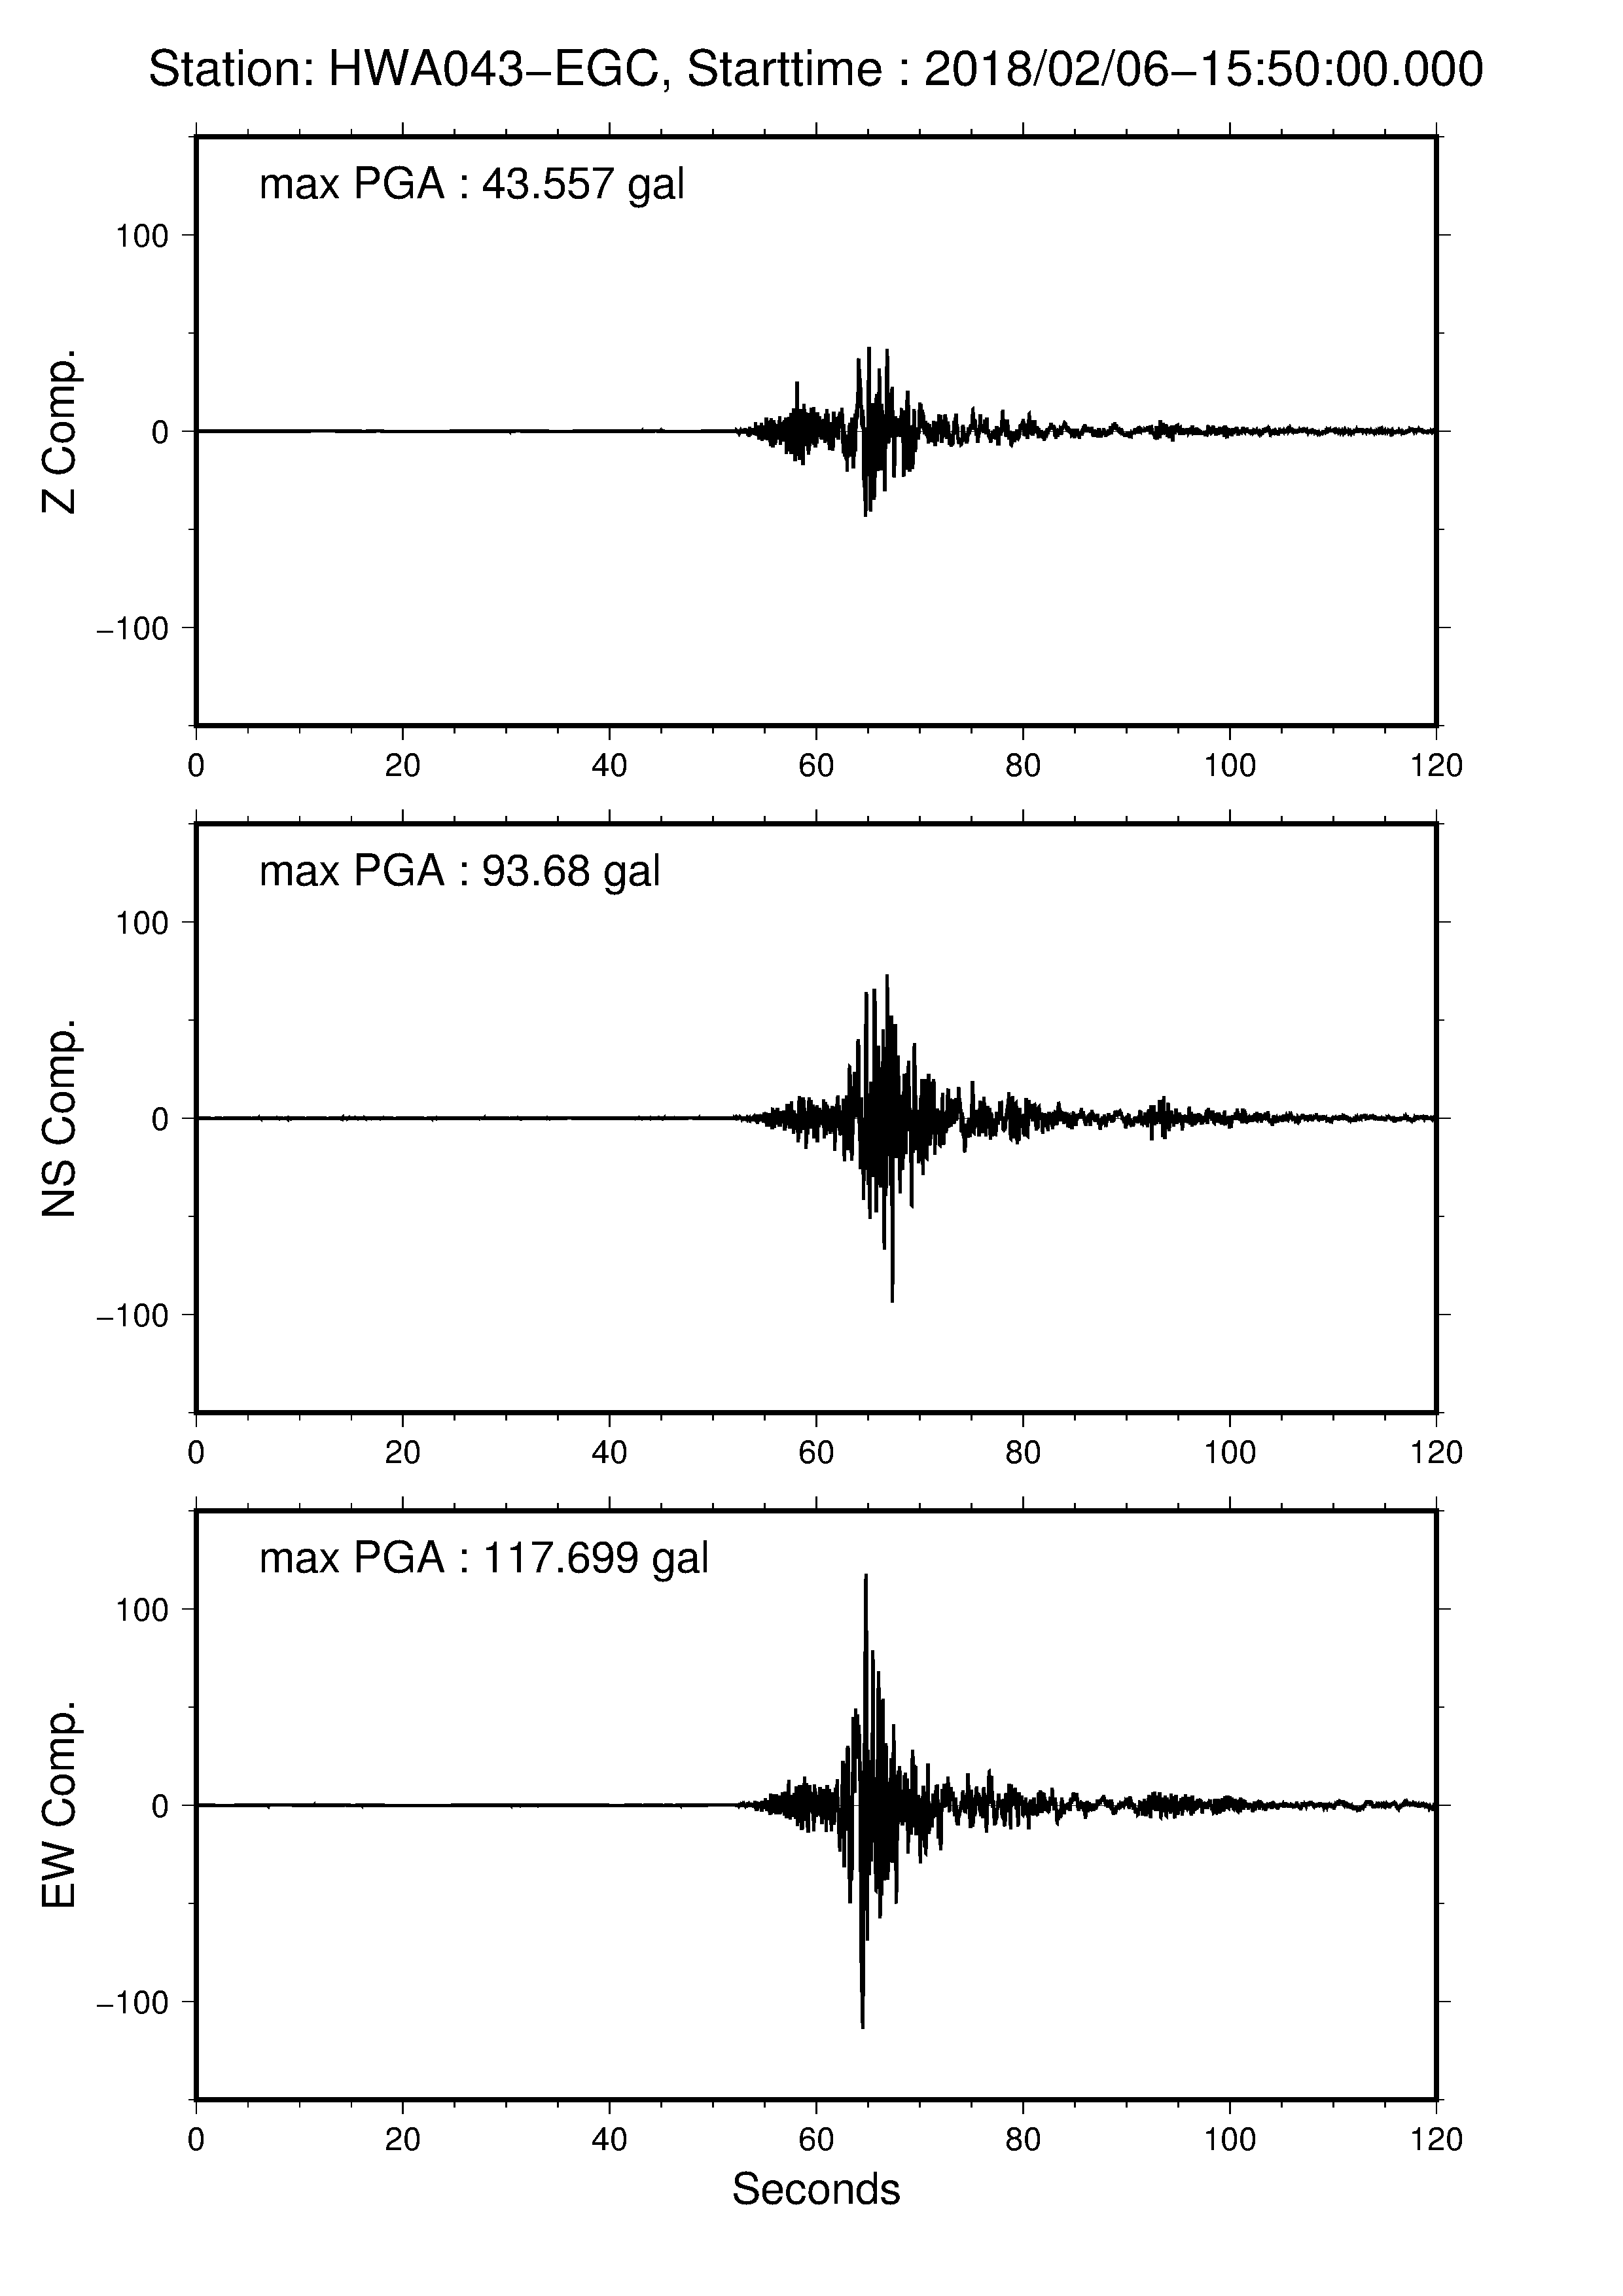 Station: HWA043−EGC, Starttime : 2018/02/06−15:50:00.000
max PGA : 43.557 gal
100
0
−100
Z Comp.
0 20 40 60 80 100 120
max PGA : 93.68 gal
100
0
−100
NS Comp.
0 20 40 60 80 100 120
max PGA : 117.699 gal
100
0
−100
EW Comp.
0 20 40 60 80 100 120
Seconds